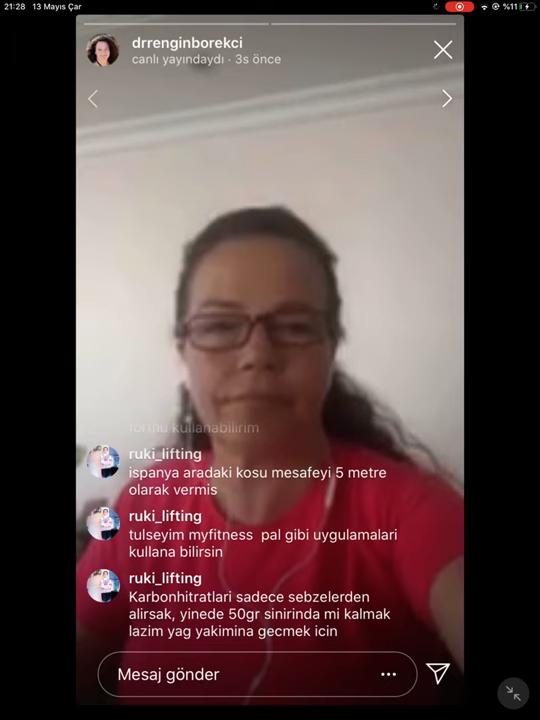 21:28 13 Mayıs Çar
%11
drrenginborekci
canlı yayındaydı · 3s önce
formu kullanabilirim
ruki_lifting
ispanya aradaki kosu mesafeyi 5 metre
olarak vermis
ruki_lifting
tulseyim myfitness pal gibi uygulamalari
kullana bilirsin
ruki_lifting
Karbonhitratlari sadece sebzelerden
alirsak, yinede 50gr sinirinda mi kalmak
lazim yag yakimina gecmek icin
Mesaj gönder